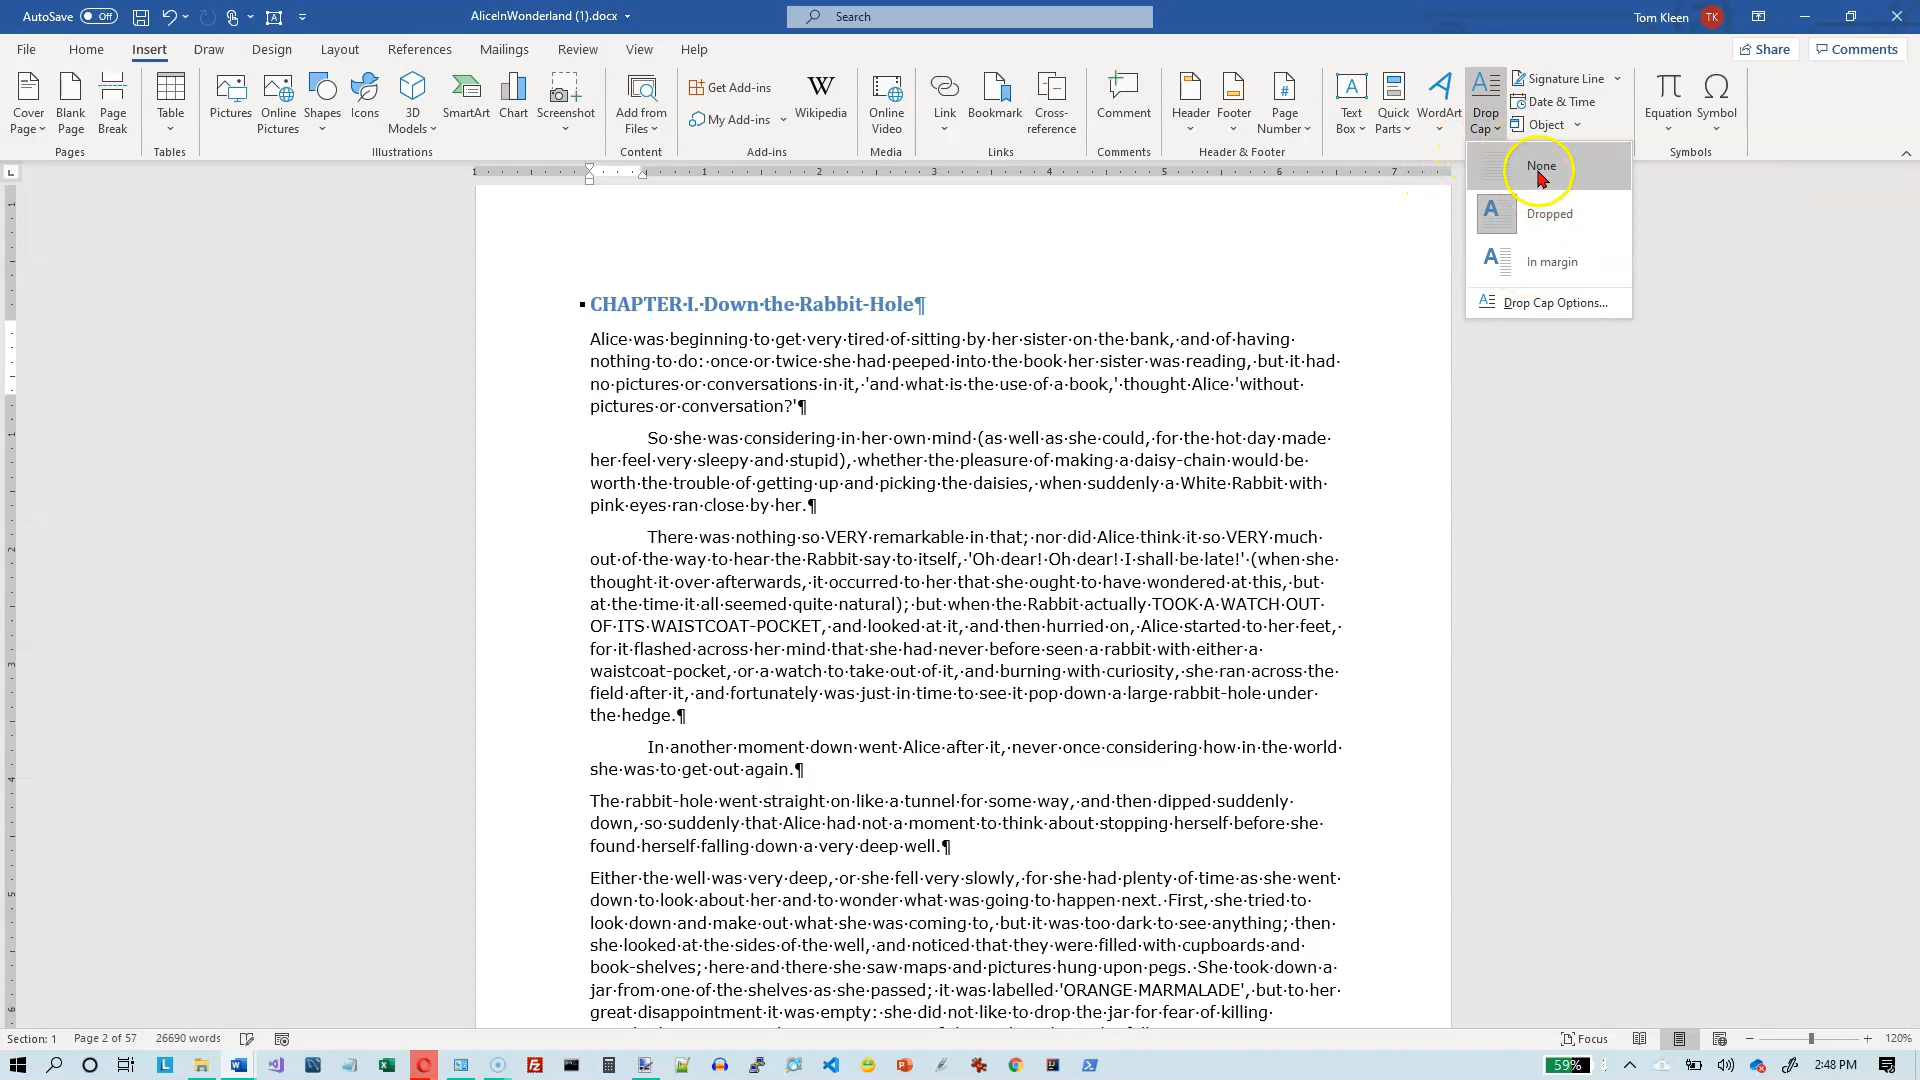 AutoSave Off
AliceInWonderland (1).docx
Search
Tom Kleen TK
File Home Insert Draw Design Layout References Mailings Review View Help
Share Comments
Cover Page
Blank Page
Page Break
Pages
Table
Tables
Pictures
Online Pictures
Shapes
Icons
3D Models
SmartArt
Chart
Screenshot
Illustrations
Add from Files
Content
Get Add-ins
My Add-ins
Wikipedia
Add-ins
Online Video
Media
Link
Bookmark
Cross-reference
Links
Comment
Comments
Header
Footer
Page Number
Header & Footer
Text Box
Quick Parts
WordArt
Drop Cap
Signature Line
Date & Time
Object
Equation
Symbol
Symbols
None
Dropped
In margin
Drop Cap Options...
1 1 2 3 4 5 6 7
CHAPTER·I.·Down·the·Rabbit-Hole¶
Alice·was·beginning·to·get·very·tired·of·sitting·by·her·sister·on·the·bank,·and·of·having·
nothing·to·do:·once·or·twice·she·had·peeped·into·the·book·her·sister·was·reading,·but·it·had·
no·pictures·or·conversations·in·it,·'and·what·is·the·use·of·a·book,'·thought·Alice·'without·
pictures·or·conversation?'¶
So·she·was·considering·in·her·own·mind·(as·well·as·she·could,·for·the·hot·day·made·
her·feel·very·sleepy·and·stupid),·whether·the·pleasure·of·making·a·daisy-chain·would·be·
worth·the·trouble·of·getting·up·and·picking·the·daisies,·when·suddenly·a·White·Rabbit·with·
pink·eyes·ran·close·by·her.¶
There·was·nothing·so·VERY·remarkable·in·that;·nor·did·Alice·think·it·so·VERY·much·
out·of·the·way·to·hear·the·Rabbit·say·to·itself,·'Oh·dear!·Oh·dear!·I·shall·be·late!'·(when·she·
thought·it·over·afterwards,·it·occurred·to·her·that·she·ought·to·have·wondered·at·this,·but·
at·the·time·it·all·seemed·quite·natural);·but·when·the·Rabbit·actually·TOOK·A·WATCH·OUT·
OF·ITS·WAISTCOAT-POCKET,·and·looked·at·it,·and·then·hurried·on,·Alice·started·to·her·feet,·
for·it·flashed·across·her·mind·that·she·had·never·before·seen·a·rabbit·with·either·a·
waistcoat-pocket,·or·a·watch·to·take·out·of·it,·and·burning·with·curiosity,·she·ran·across·the·
field·after·it,·and·fortunately·was·just·in·time·to·see·it·pop·down·a·large·rabbit-hole·under·
the·hedge.¶
In·another·moment·down·went·Alice·after·it,·never·once·considering·how·in·the·world·
she·was·to·get·out·again.¶
The·rabbit-hole·went·straight·on·like·a·tunnel·for·some·way,·and·then·dipped·suddenly·
down,·so·suddenly·that·Alice·had·not·a·moment·to·think·about·stopping·herself·before·she·
found·herself·falling·down·a·very·deep·well.¶
Either·the·well·was·very·deep,·or·she·fell·very·slowly,·for·she·had·plenty·of·time·as·she·went·
down·to·look·about·her·and·to·wonder·what·was·going·to·happen·next.·First,·she·tried·to·
look·down·and·make·out·what·she·was·coming·to,·but·it·was·too·dark·to·see·anything;·then·
she·looked·at·the·sides·of·the·well,·and·noticed·that·they·were·filled·with·cupboards·and·
book-shelves;·here·and·there·she·saw·maps·and·pictures·hung·upon·pegs.·She·took·down·a·
jar·from·one·of·the·shelves·as·she·passed;·it·was·labelled·'ORANGE·MARMALADE',·but·to·her·
great·disappointment·it·was·empty:·she·did·not·like·to·drop·the·jar·for·fear·of·killing·
Section: 1 Page 2 of 57 26690 words
Focus 120%
59% 2:48 PM